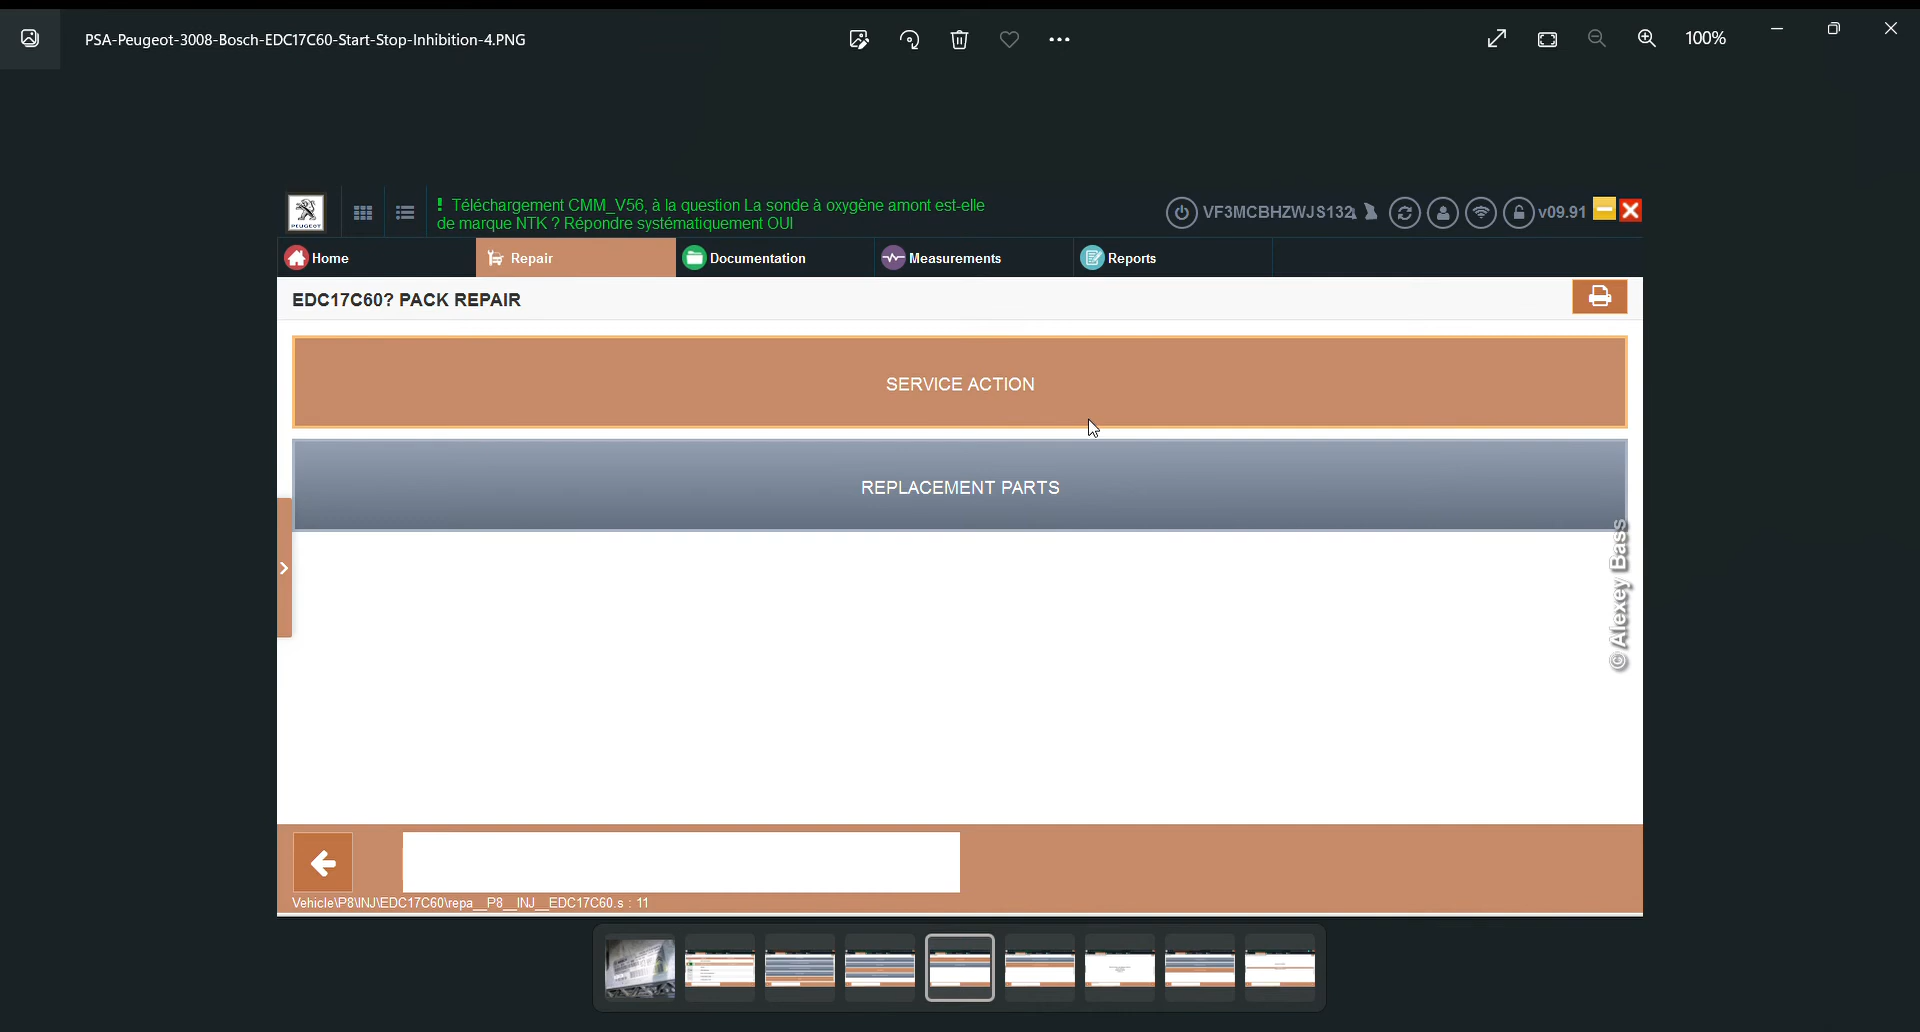 PSA-Peugeot-3008-Bosch-EDC17C60-Start-Stop-Inhibition-4.PNG
100%
PEUGEOT
! Téléchargement CMM_V56, à la question La sonde à oxygène amont est-elle
de marque NTK ? Répondre systématiquement OUI
VF3MCBHZWJS132
v09.91
Home
Repair
Documentation
Measurements
Reports
EDC17C60? PACK REPAIR
SERVICE ACTION
REPLACEMENT PARTS
© Alexey Bass
Vehicle\P8\INJ\EDC17C60\repa__P8__INJ__EDC17C60.s : 11